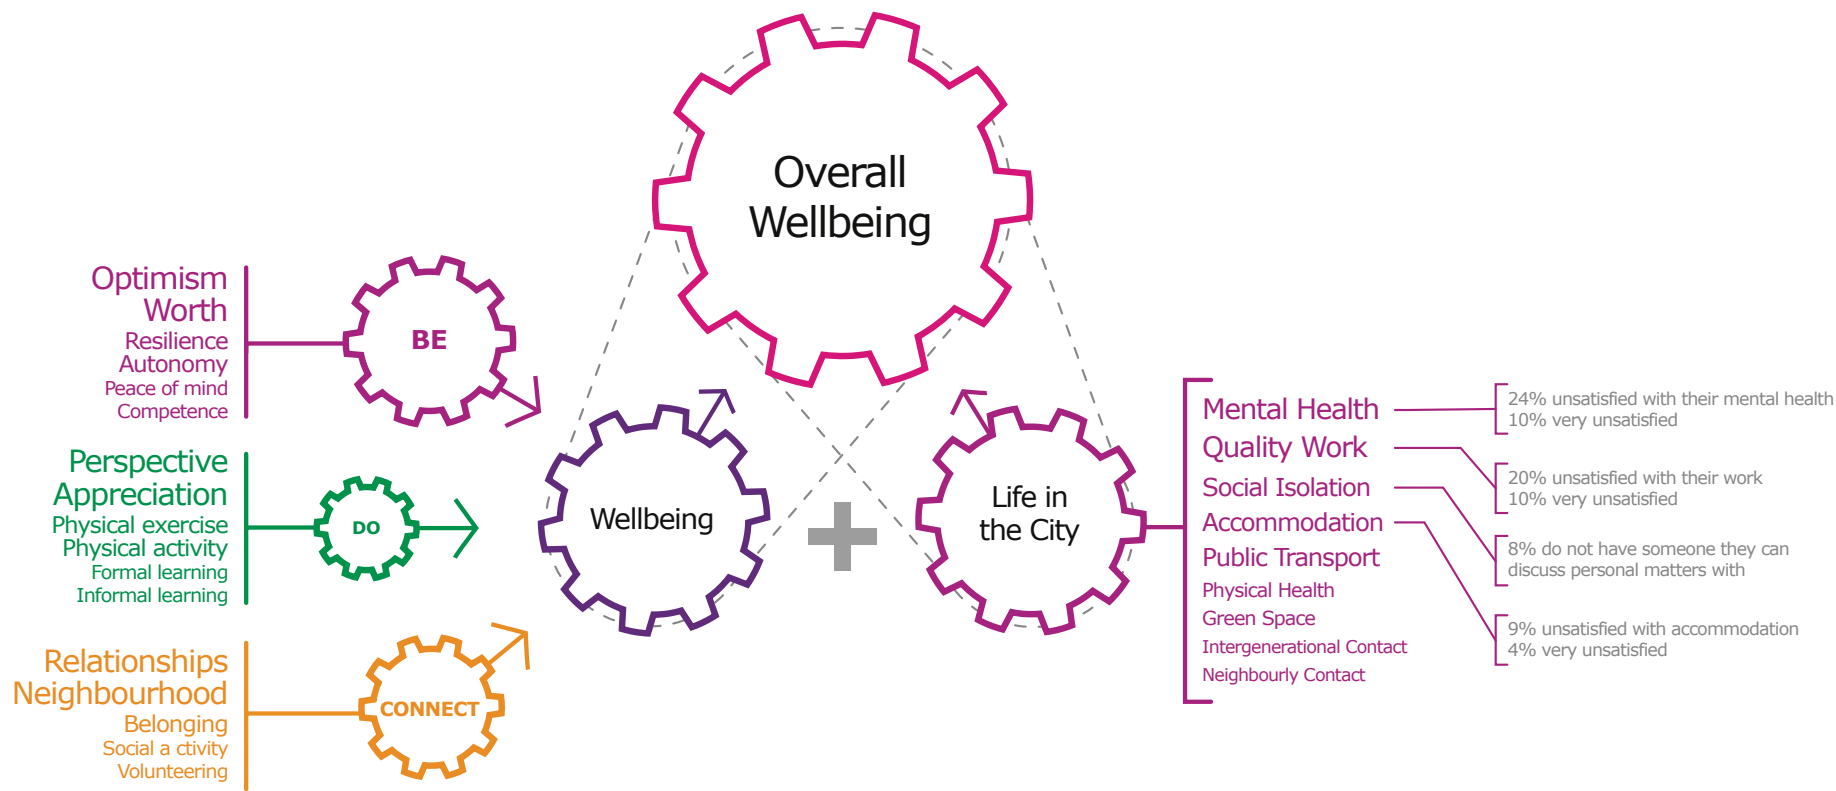 Overall
Wellbeing
Optimism
Worth
Resilience
Autonomy
Peace of mind
Competence
BE
Perspective
Appreciation
Physical exercise
Physical activity
Formal learning
Informal learning
DO
Relationships
Neighbourhood
Belonging
Social a ctivity
Volunteering
CONNECT
Wellbeing
+
Life in
the City
Mental Health
Quality Work
Social Isolation
Accommodation
Public Transport
Physical Health
Green Space
Intergenerational Contact
Neighbourly Contact
24% unsatisfied with their mental health
10% very unsatisfied
20% unsatisfied with their work
10% very unsatisfied
8% do not have someone they can
discuss personal matters with
9% unsatisfied with accommodation
4% very unsatisfied